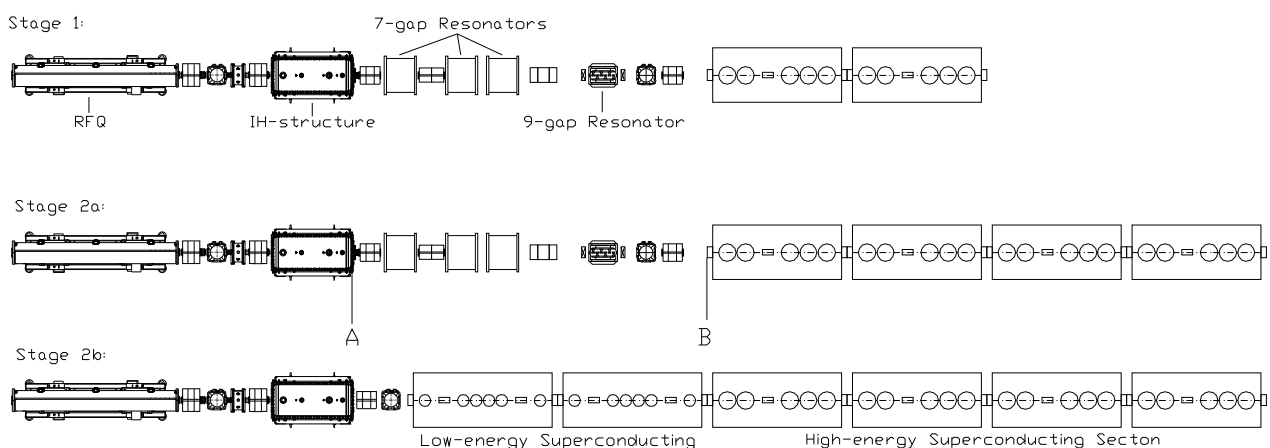 Stage 1:
7-gap Resonators
RFQ
IH-structure
9-gap Resonator
Stage 2a:
A
B
Stage 2b:
Low-energy Superconducting
High-energy Superconducting Secton